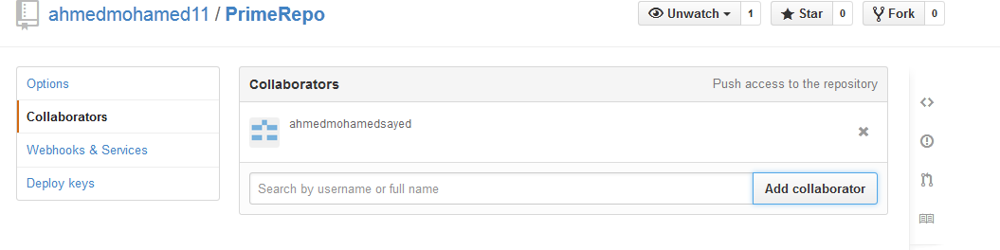 ahmedmohamed11 / PrimeRepo
Unwatch 1 Star 0 Fork 0
Options
Collaborators
Webhooks & Services
Deploy keys
Collaborators Push access to the repository
ahmedmohamedsayed
Search by username or full name Add collaborator